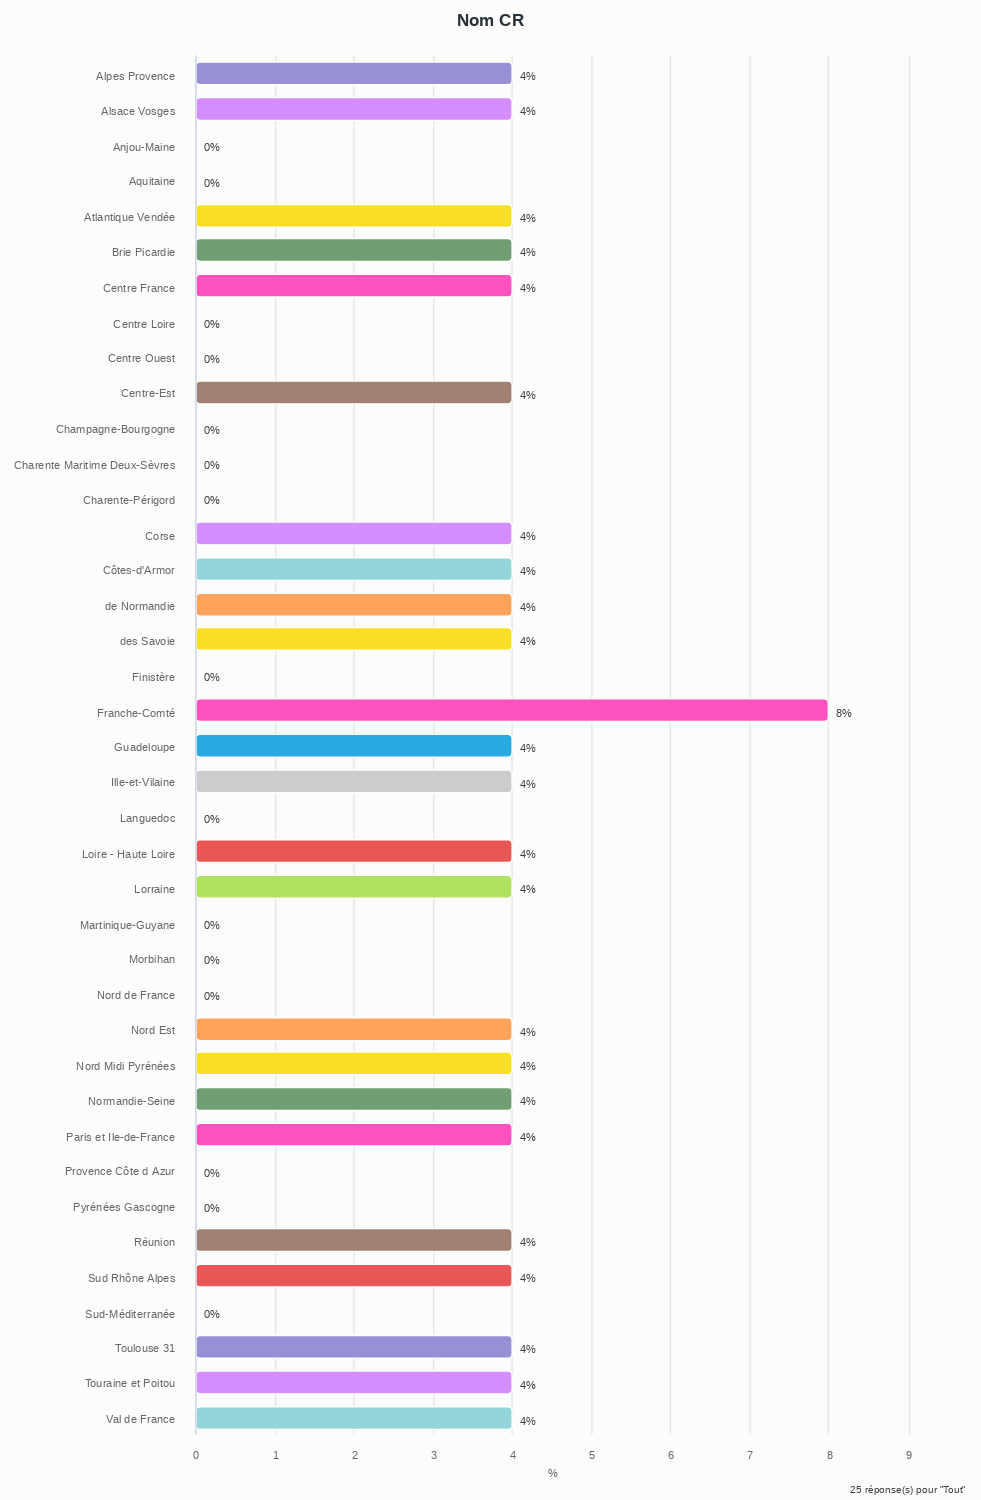 Nom CR
Alpes Provence 4%
Alsace Vosges 4%
Anjou-Maine 0%
Aquitaine 0%
Atlantique Vendée 4%
Brie Picardie 4%
Centre France 4%
Centre Loire 0%
Centre Ouest 0%
Centre-Est 4%
Champagne-Bourgogne 0%
Charente Maritime Deux-Sèvres 0%
Charente-Périgord 0%
Corse 4%
Côtes-d'Armor 4%
de Normandie 4%
des Savoie 4%
Finistère 0%
Franche-Comté 8%
Guadeloupe 4%
Ille-et-Vilaine 4%
Languedoc 0%
Loire - Haute Loire 4%
Lorraine 4%
Martinique-Guyane 0%
Morbihan 0%
Nord de France 0%
Nord Est 4%
Nord Midi Pyrénées 4%
Normandie-Seine 4%
Paris et Ile-de-France 4%
Provence Côte d Azur 0%
Pyrénées Gascogne 0%
Réunion 4%
Sud Rhône Alpes 4%
Sud-Méditerranée 0%
Toulouse 31 4%
Touraine et Poitou 4%
Val de France 4%
0 1 2 3 4 5 6 7 8 9
%
25 réponse(s) pour "Tout"